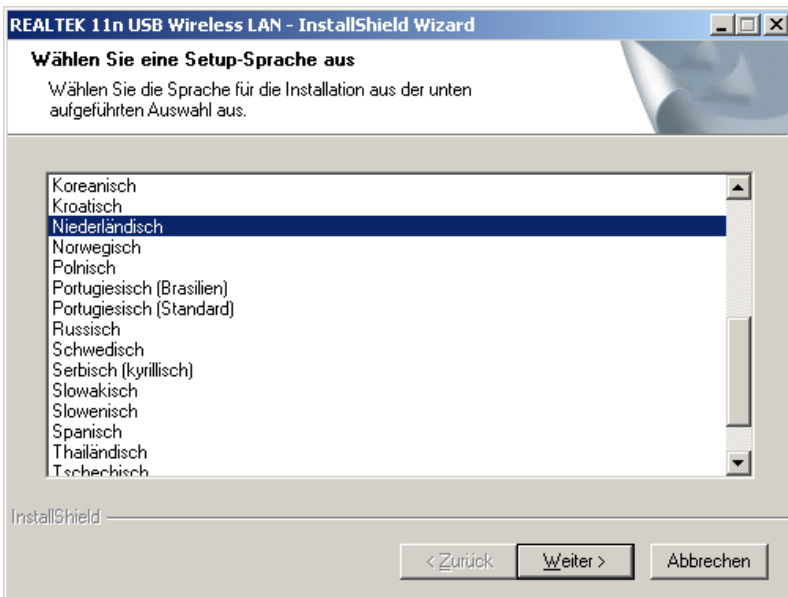 REALTEK 11n USB Wireless LAN - InstallShield Wizard
Wählen Sie eine Setup-Sprache aus
Wählen Sie die Sprache für die Installation aus der unten
aufgeführten Auswahl aus.
Koreanisch
Kroatisch
Niederländisch
Norwegisch
Polnisch
Portugiesisch (Brasilien)
Portugiesisch (Standard)
Russisch
Schwedisch
Serbisch (kyrillisch)
Slowakisch
Slowenisch
Spanisch
Thailändisch
Tschechisch
InstallShield
< Zurück
Weiter >
Abbrechen